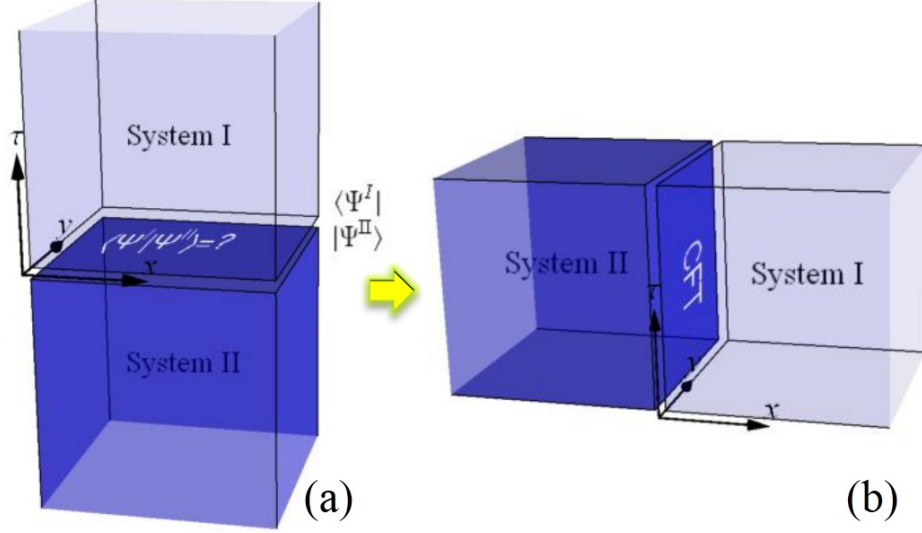 System I
τ
y
⟨Ψ^I|Ψ^II⟩=?
x
System II
(a)
⟨Ψ^I|
|Ψ^II⟩
System II
CFT
System I
τ
y
x
(b)